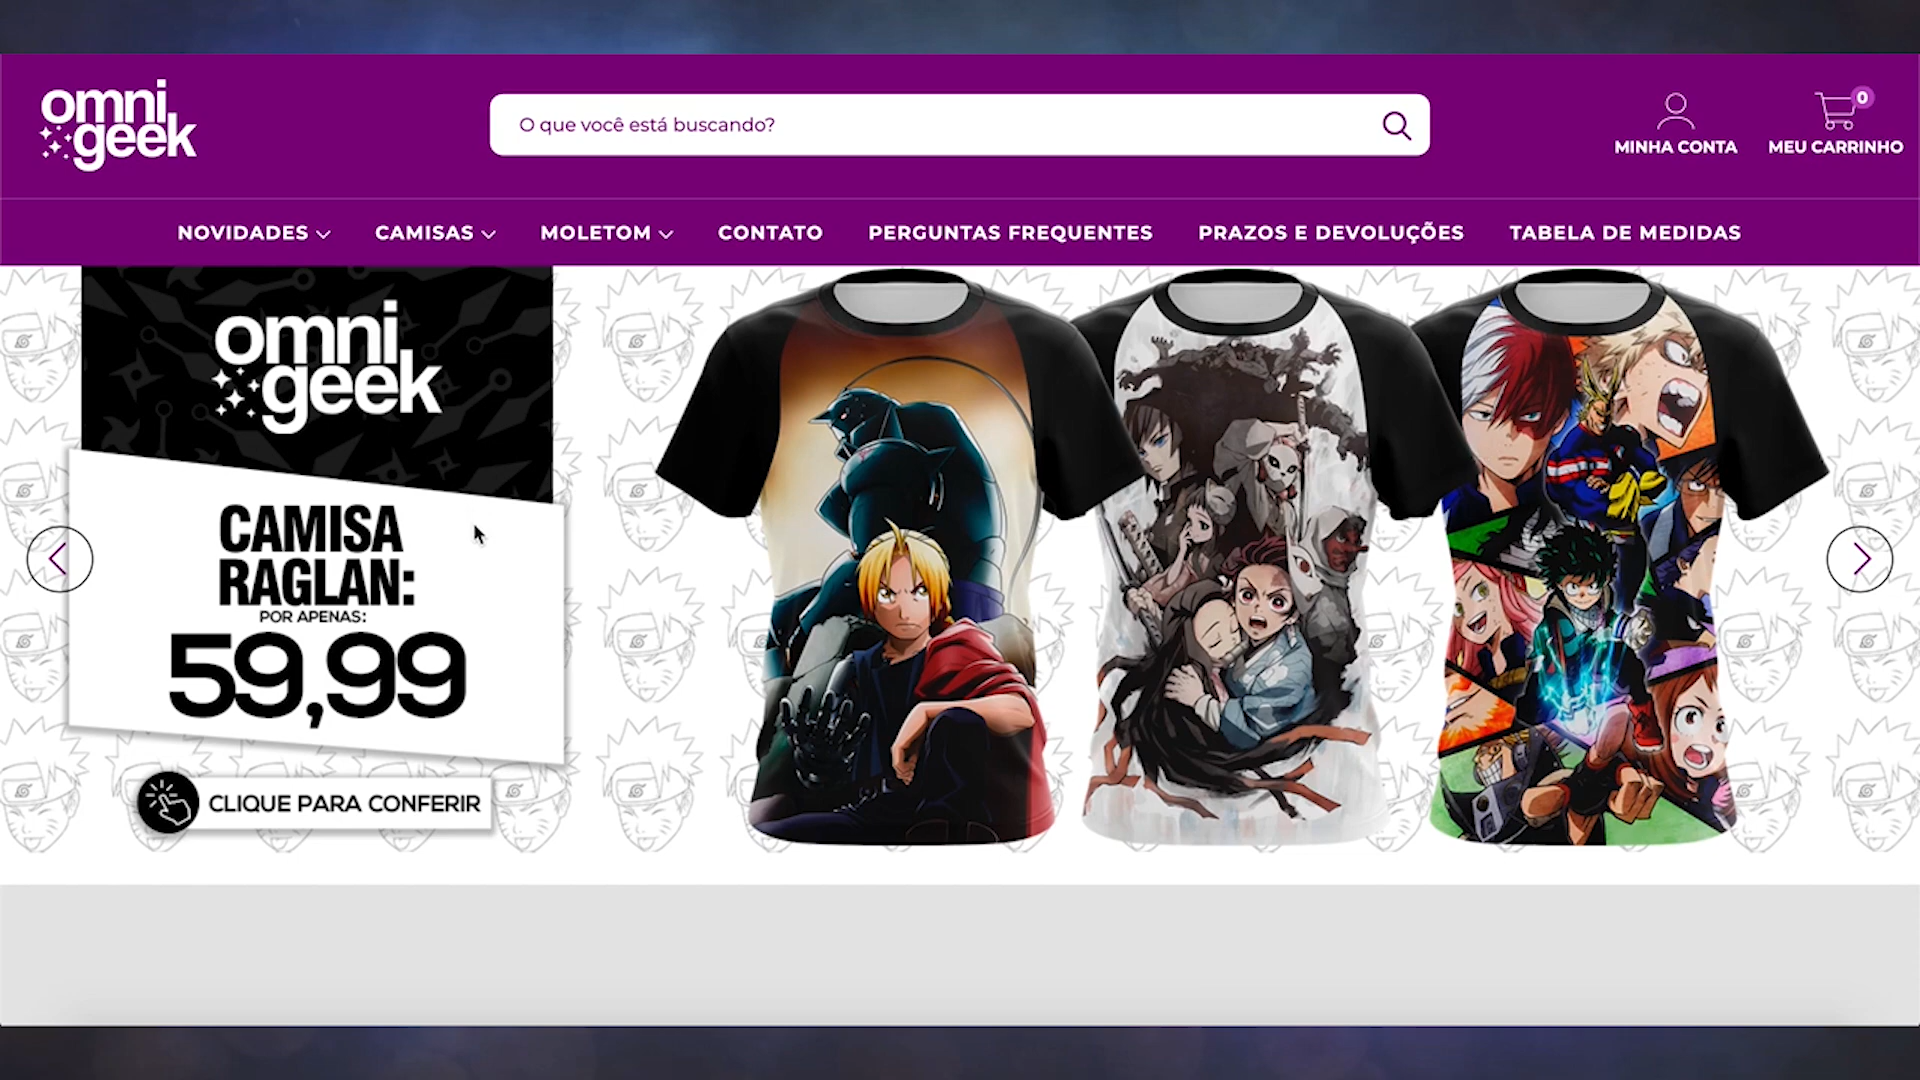 omni
geek
O que você está buscando?
0
MINHA CONTA
MEU CARRINHO
NOVIDADES
CAMISAS
MOLETOM
CONTATO
PERGUNTAS FREQUENTES
PRAZOS E DEVOLUÇÕES
TABELA DE MEDIDAS
omni
geek
CAMISA
RAGLAN:
POR APENAS:
59,99
CLIQUE PARA CONFERIR